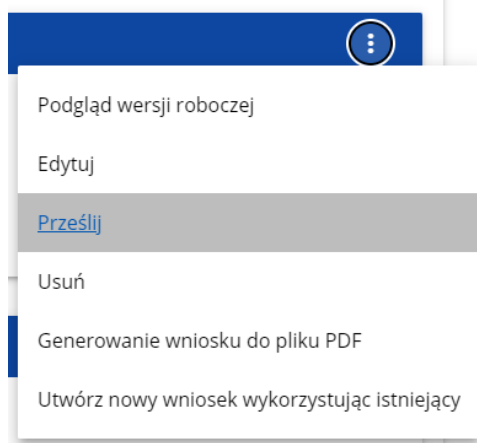 Podgląd wersji roboczej
Edytuj
Prześlij
Usuń
Generowanie wniosku do pliku PDF
Utwórz nowy wniosek wykorzystując istniejący